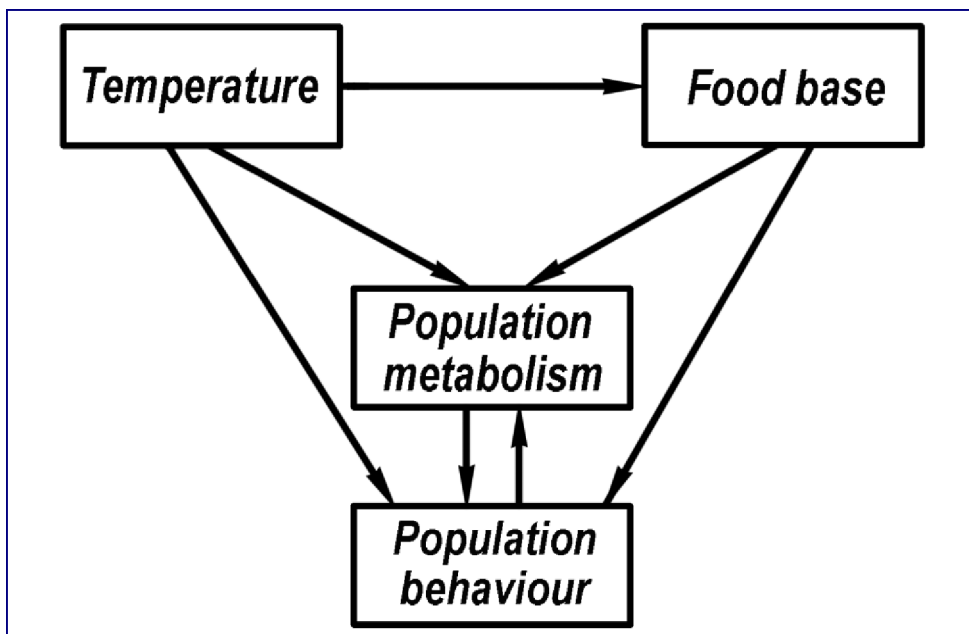 Temperature
Food base
Population
metabolism
Population
behaviour